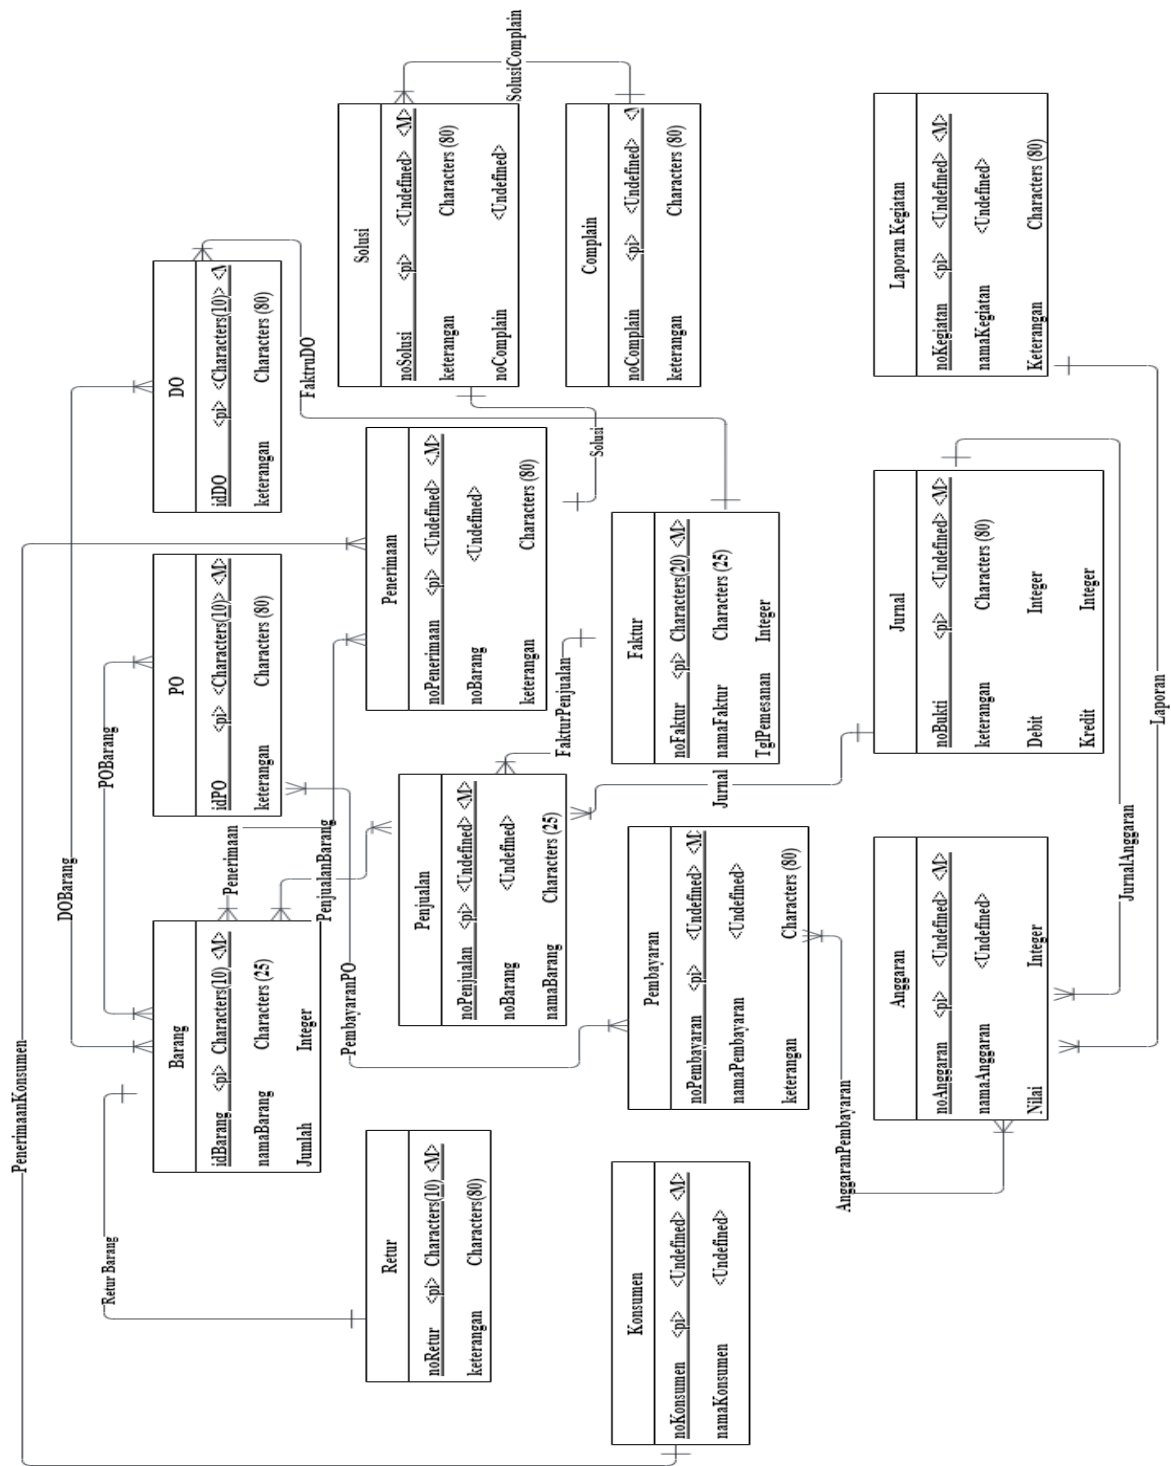 PenerimaanKonsumen
DOBarang
Retur Barang
POBarang
Barang
idBarang <pi> Characters(10) <M>
namaBarang Characters (25)
Jumlah Integer
PO
idPO <pi> <Characters(10)> <M>
keterangan Characters (80)
DO
idDO <pi> <Characters(10)> <M
keterangan Characters (80)
Penerimaan
PenjualanBarang
FaktruDO
PembayaranPO
Retur
noRetur <pi> Characters(10) <M>
keterangan Characters(80)
Penjualan
noPenjualan <pi> <Undefined> <M>
noBarang <Undefined>
namaBarang Characters (25)
Penerimaan
noPenerimaan <pi> <Undefined> <M>
noBarang <Undefined>
keterangan Characters (80)
Solusi
noSolusi <pi> <Undefined> <M>
keterangan Characters (80)
noComplain <Undefined>
SolusiComplain
FakturPenjualan
Solusi
Konsumen
noKonsumen <pi> <Undefined> <M>
namaKonsumen <Undefined>
Pembayaran
noPembayaran <pi> <Undefined> <M
namaPembayaran <Undefined>
keterangan Characters (80)
Faktur
noFaktur <pi> Characters(20) <M>
namaFaktur Characters (25)
TglPemesanan Integer
Complain
noComplain <pi> <Undefined> <M
keterangan Characters (80)
Jurnal
AnggaranPembayaran
Anggaran
noAnggaran <pi> <Undefined> <M>
namaAnggaran <Undefined>
Nilai Integer
Jurnal
noBukti <pi> <Undefined> <M>
keterangan Characters (80)
Debit Integer
Kredit Integer
Laporan Kegiatan
noKegiatan <pi> <Undefined> <M>
namaKegiatan <Undefined>
Keterangan Characters (80)
JurnalAnggaran
Laporan